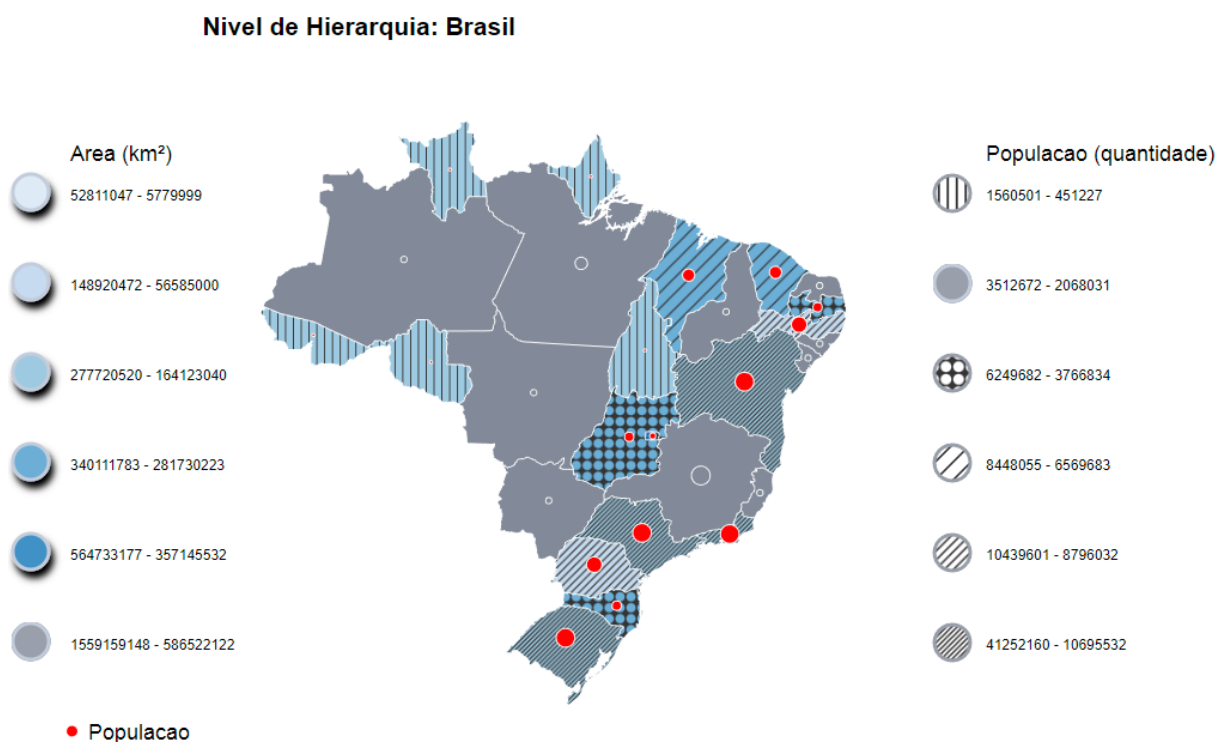 Nivel de Hierarquia: Brasil
Area (km²)
52811047 - 5779999
148920472 - 56585000
277720520 - 164123040
340111783 - 281730223
564733177 - 357145532
1559159148 - 586522122
Populacao
Populacao (quantidade)
1560501 - 451227
3512672 - 2068031
6249682 - 3766834
8448055 - 6569683
10439601 - 8796032
41252160 - 10695532